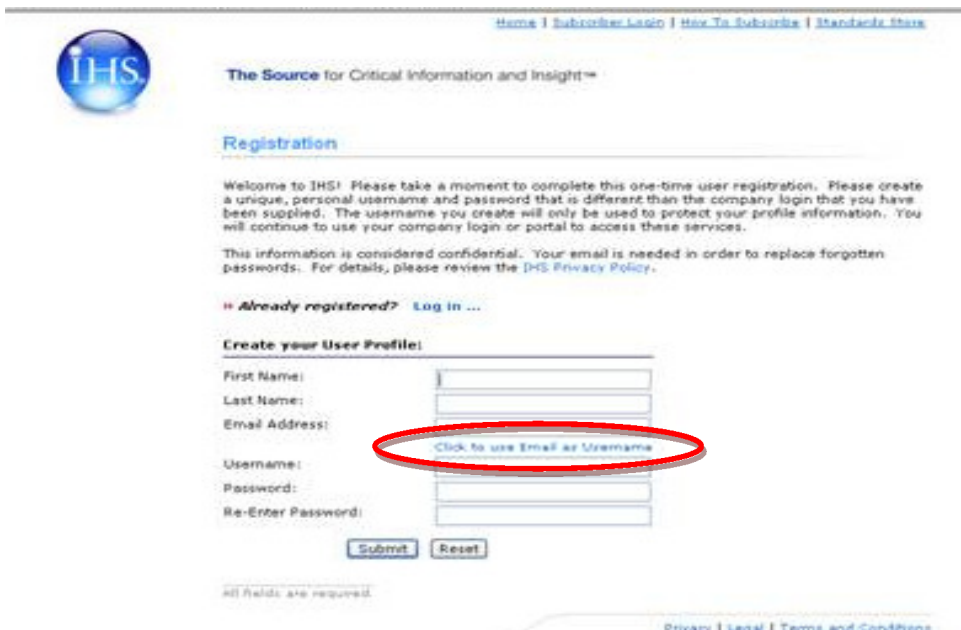 Home | Subscriber Login | How To Subscribe | Standards Store
IHS
The Source for Critical Information and Insight™
Registration
Welcome to IHS! Please take a moment to complete this one-time user registration. Please create
a unique, personal username and password that is different than the company login that you have
been supplied. The username you create will only be used to protect your profile information. You
will continue to use your company login or portal to access these services.
This information is considered confidential. Your email is needed in order to replace forgotten
passwords. For details, please review the IHS Privacy Policy.
» Already registered? Log in ...
Create your User Profile:
First Name:
Last Name:
Email Address:
Click to use Email as Username
Username:
Password:
Re-Enter Password:
Submit Reset
All fields are required.
Privacy | Legal | Terms and Conditions